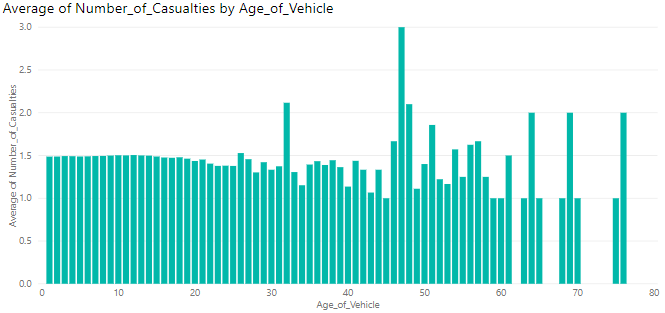 Average of Number_of_Casualties by Age_of_Vehicle
Average of Number_of_Casualties
3.0
2.5
2.0
1.5
1.0
0.5
0.0
0 10 20 30 40 50 60 70 80
Age_of_Vehicle